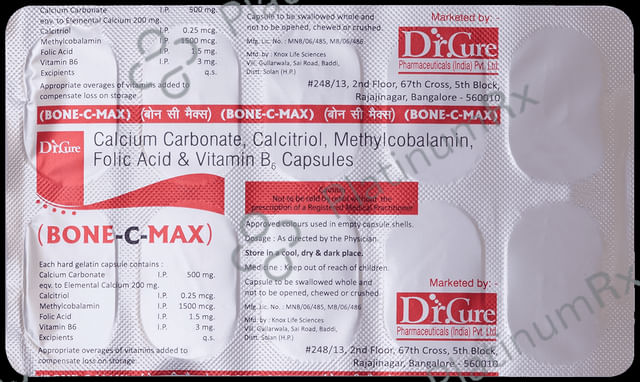 Calcium Carbonate I.P. 500 mg.
eqv. to Elemental Calcium 200 mg.
Calcitriol I.P. 0.25 mcg.
Methylcobalamin I.P. 1500 mcg.
Folic Acid I.P. 1.5 mg.
Vitamin B6 I.P. 3 mg.
Excipients q.s.
Appropriate overages of vitamins added to
compensate loss on storage.
Capsule to be swallowed whole and
not to be opened, chewed or crushed.
Mfg. Lic. No. : MNB/06/485, MB/06/486
Mfd. by : Knox Life Sciences
Vill. Gullarwala, Sai Road, Baddi,
Distt. Solan (H.P.)
Marketed by: -
Dr.Cure
Pharmaceuticals (India) Pvt. Ltd.
#248/13, 2nd Floor, 67th Cross, 5th Block,
Rajajinagar, Bangalore - 560010
(BONE-C-MAX) (बोन सी मैक्स) (BONE-C-MAX) (बोन सी मैक्स) (BONE-C-MAX)
Dr.Cure
Calcium Carbonate, Calcitriol, Methylcobalamin,
Folic Acid & Vitamin B6 Capsules
(BONE-C-MAX)
Each hard gelatin capsule contains :
Calcium Carbonate I.P. 500 mg.
eqv. to Elemental Calcium 200 mg.
Calcitriol I.P. 0.25 mcg.
Methylcobalamin I.P. 1500 mcg.
Folic Acid I.P. 1.5 mg.
Vitamin B6 I.P. 3 mg.
Excipients q.s.
Appropriate overages of vitamins added to
compensate loss on storage.
Caution
Not to be sold by retail without the
prescription of a Registered Medical Practitioner
Approved colours used in empty capsule shells.
Dosage : As directed by the Physician.
Store in a cool, dry & dark place.
Medicine : Keep out of reach of children.
Capsule to be swallowed whole and
not to be opened, chewed or crushed.
Mfg. Lic. No. : MNB/06/485, MB/06/486
Mfd. by : Knox Life Sciences
Vill. Gullarwala, Sai Road, Baddi,
Distt. Solan (H.P.)
Marketed by: -
Dr.Cure
Pharmaceuticals (India) Pvt. Ltd.
#248/13, 2nd Floor, 67th Cross, 5th Block,
Rajajinagar, Bangalore - 560010
PlatinumRx
PlatinumRx